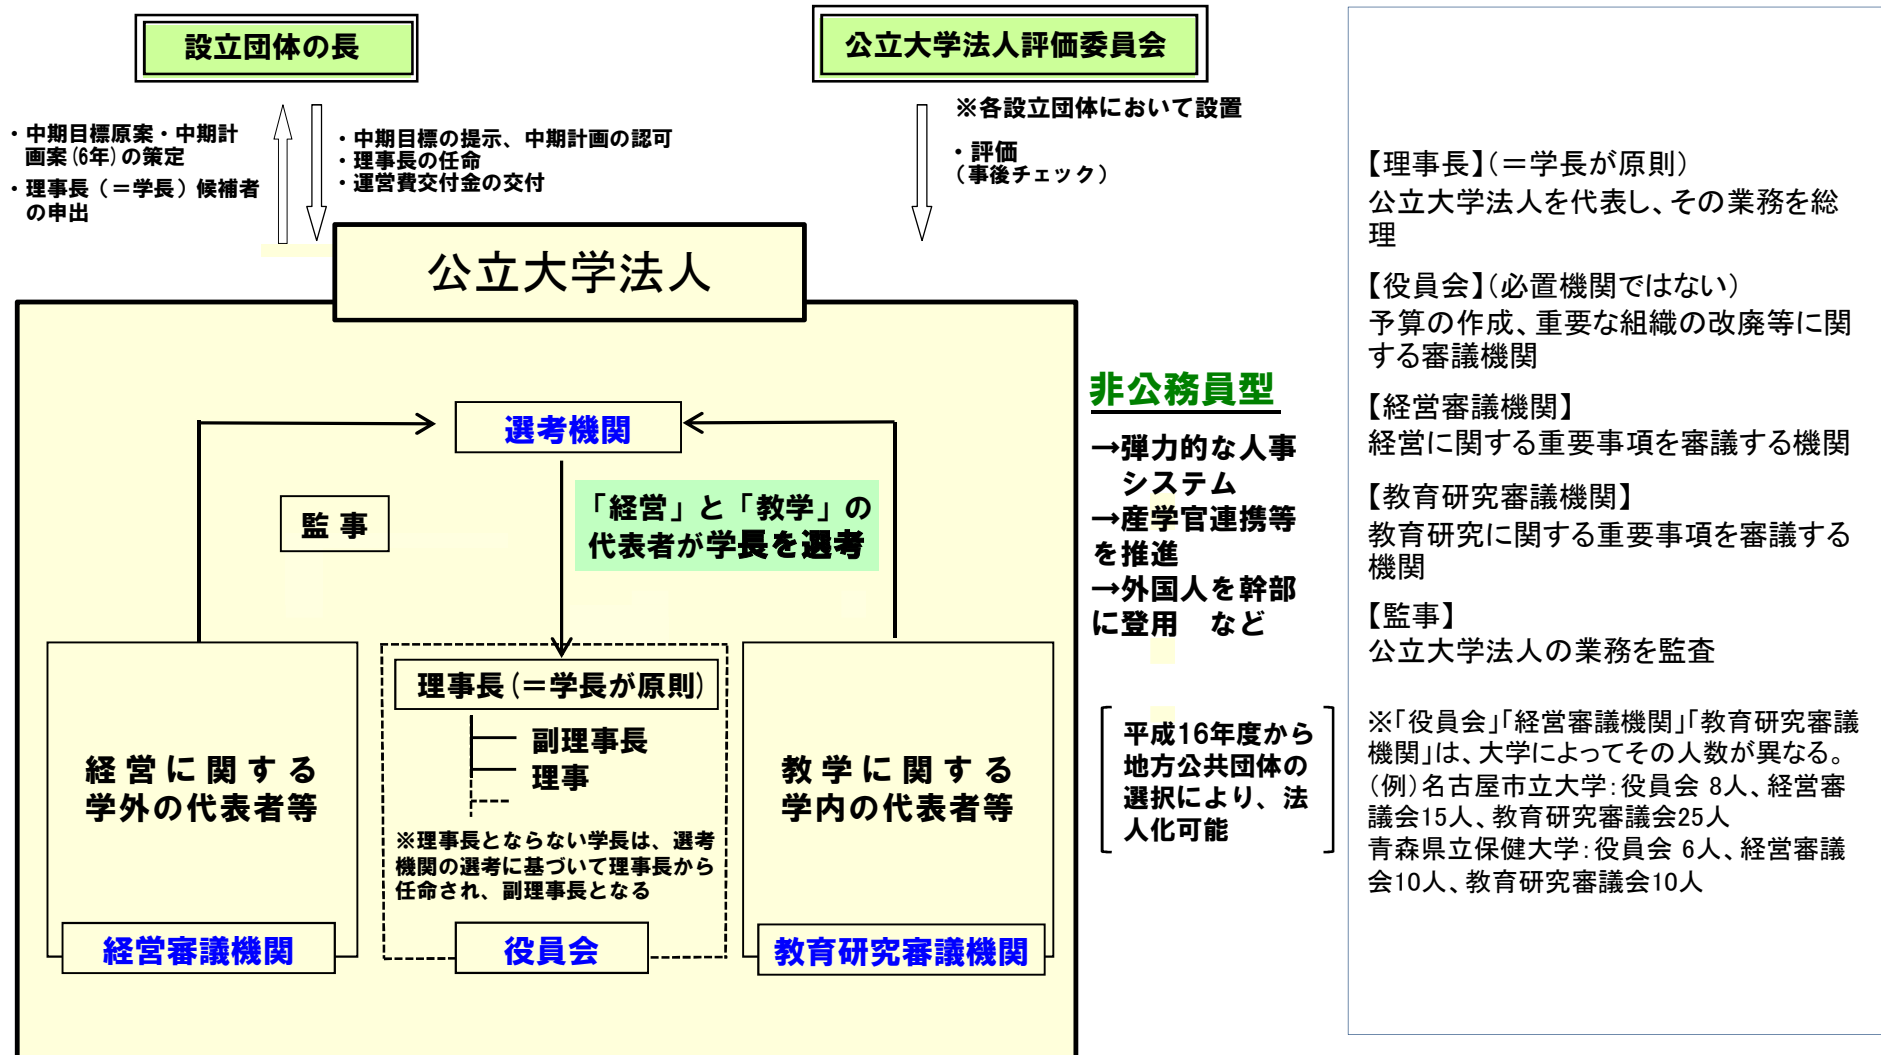 設立団体の長
公立大学法人評価委員会
・中期目標原案・中期計
画案(6年)の策定
・理事長（＝学長）候補者
の申出
・中期目標の提示、中期計画の認可
・理事長の任命
・運営費交付金の交付
※各設立団体において設置
・評価
（事後チェック）
公立大学法人
選考機関
監事
「経営」と「教学」の
代表者が学長を選考
経営に関する
学外の代表者等
経営審議機関
理事長(＝学長が原則)
副理事長
理事
※理事長とならない学長は、選考
機関の選考に基づいて理事長から
任命され、副理事長となる
役員会
教学に関する
学内の代表者等
教育研究審議機関
非公務員型
→弾力的な人事
システム
→産学官連携等
を推進
→外国人を幹部
に登用　など
平成16年度から
地方公共団体の
選択により、法
人化可能
【理事長】（＝学長が原則）
公立大学法人を代表し、その業務を総
理
【役員会】（必置機関ではない）
予算の作成、重要な組織の改廃等に関
する審議機関
【経営審議機関】
経営に関する重要事項を審議する機関
【教育研究審議機関】
教育研究に関する重要事項を審議する
機関
【監事】
公立大学法人の業務を監査
※「役員会」「経営審議機関」「教育研究審議
機関」は、大学によってその人数が異なる。
（例）名古屋市立大学：役員会 8人、経営審
議会15人、教育研究審議会25人
青森県立保健大学：役員会 6人、経営審議
会10人、教育研究審議会10人